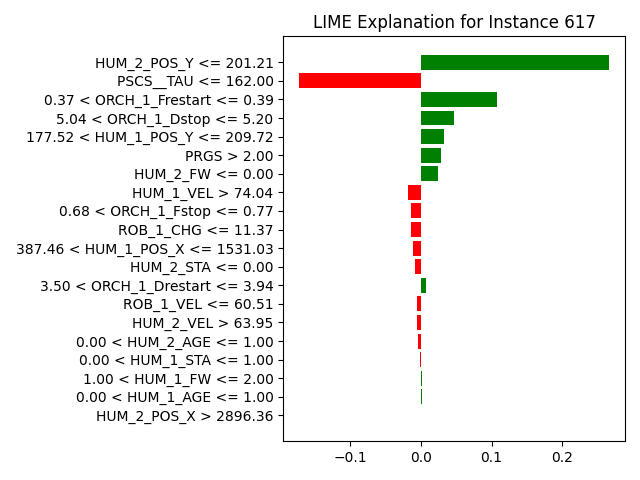 LIME Explanation for Instance 617
HUM_2_POS_Y <= 201.21
PSCS__TAU <= 162.00
0.37 < ORCH_1_Frestart <= 0.39
5.04 < ORCH_1_Dstop <= 5.20
177.52 < HUM_1_POS_Y <= 209.72
PRGS > 2.00
HUM_2_FW <= 0.00
HUM_1_VEL > 74.04
0.68 < ORCH_1_Fstop <= 0.77
ROB_1_CHG <= 11.37
387.46 < HUM_1_POS_X <= 1531.03
HUM_2_STA <= 0.00
3.50 < ORCH_1_Drestart <= 3.94
ROB_1_VEL <= 60.51
HUM_2_VEL > 63.95
0.00 < HUM_2_AGE <= 1.00
0.00 < HUM_1_STA <= 1.00
1.00 < HUM_1_FW <= 2.00
0.00 < HUM_1_AGE <= 1.00
HUM_2_POS_X > 2896.36
−0.1 0.0 0.1 0.2